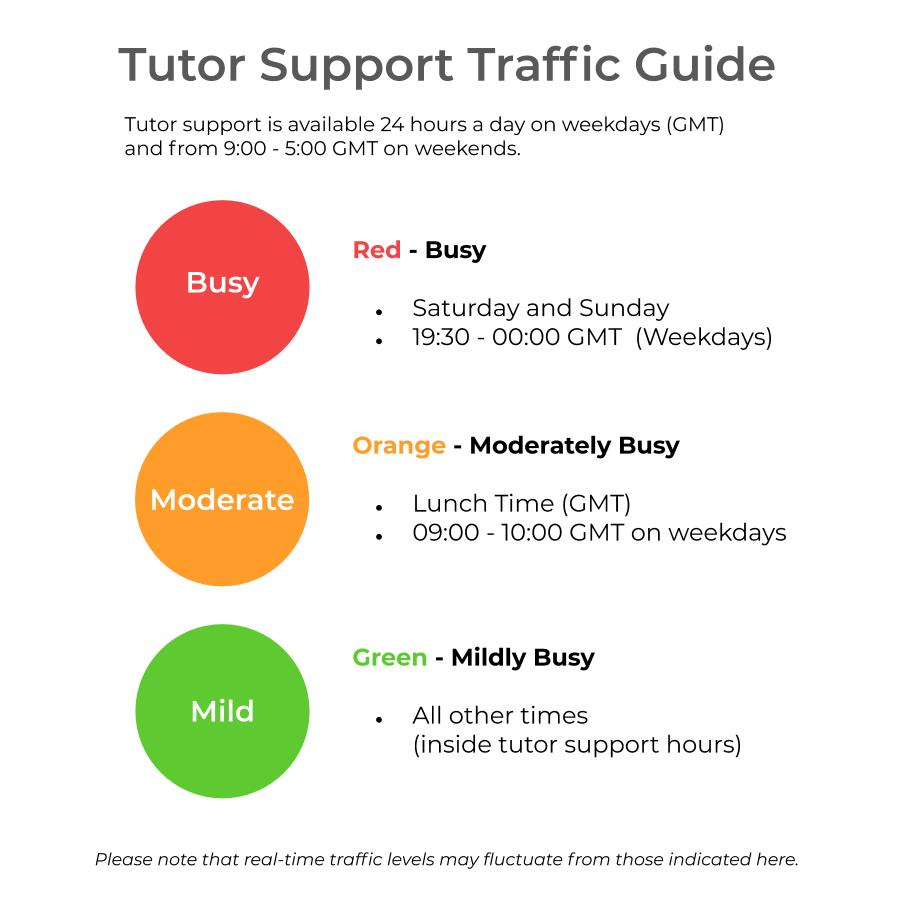 Tutor Support Traffic Guide
Tutor support is available 24 hours a day on weekdays (GMT)
and from 9:00 - 5:00 GMT on weekends.
Busy
Red - Busy
• Saturday and Sunday
• 19:30 - 00:00 GMT (Weekdays)
Moderate
Orange - Moderately Busy
• Lunch Time (GMT)
• 09:00 - 10:00 GMT on weekdays
Mild
Green - Mildly Busy
• All other times
(inside tutor support hours)
Please note that real-time traffic levels may fluctuate from those indicated here.